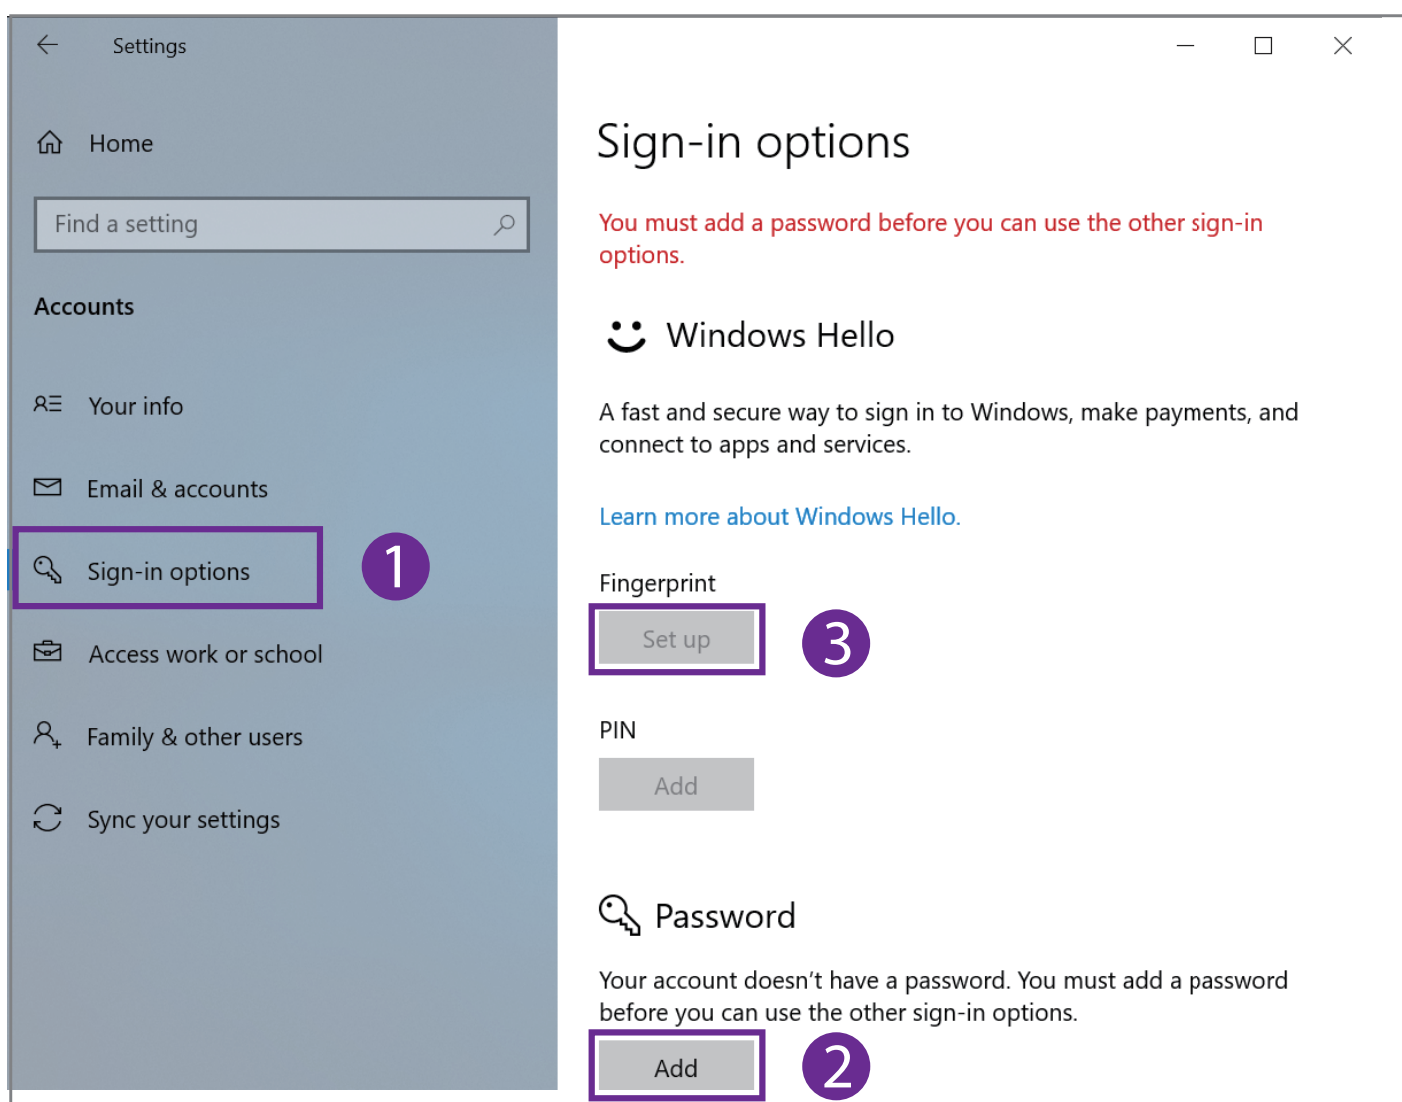 Settings
Home
Find a setting
Accounts
Your info
Email & accounts
Sign-in options
1
Access work or school
Family & other users
Sync your settings
Sign-in options
You must add a password before you can use the other sign-in
options.
Windows Hello
A fast and secure way to sign in to Windows, make payments, and
connect to apps and services.
Learn more about Windows Hello.
Fingerprint
Set up
3
PIN
Add
Password
Your account doesn't have a password. You must add a password
before you can use the other sign-in options.
Add
2